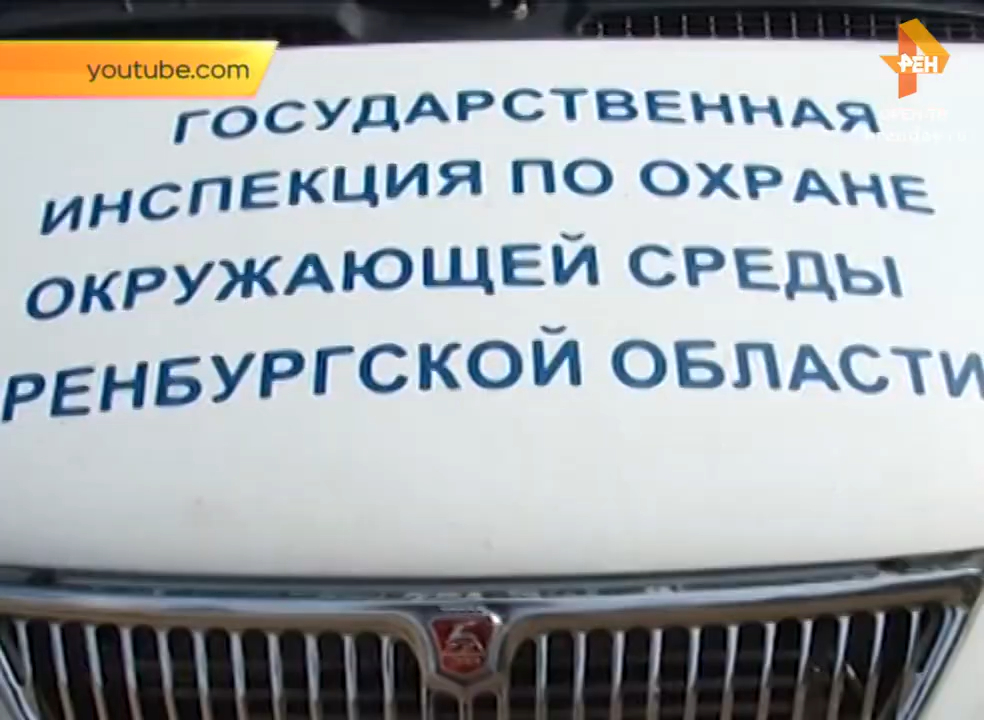 youtube.com
РЕН
ГОСУДАРСТВЕННАЯ
ИНСПЕКЦИЯ ПО ОХРАНЕ
ОКРУЖАЮЩЕЙ СРЕДЫ
РЕНБУРГСКОЙ ОБЛАСТИ